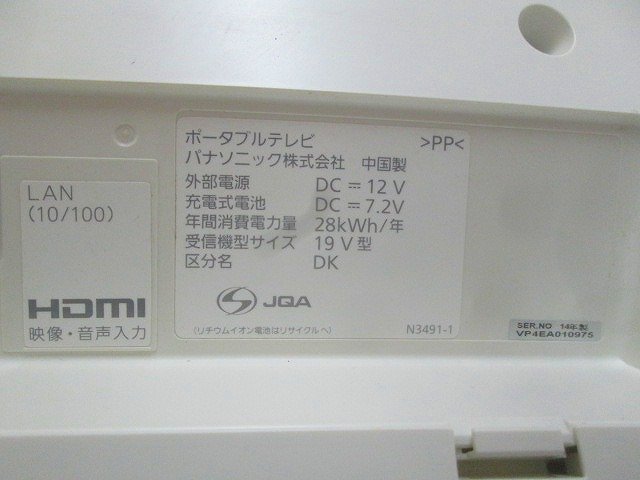 ポータブルテレビ >PP<
パナソニック株式会社 中国製
外部電源 DC ⎓ 12 V
充電式電池 DC ⎓ 7.2V
年間消費電力量 28kWh/年
受信機型サイズ 19 V 型
区分名 DK
JQA
(リチウムイオン電池はリサイクルへ) N3491-1
LAN
(10/100)
HDMI
映像・音声入力
SER.NO 14年製
VP4EA010975